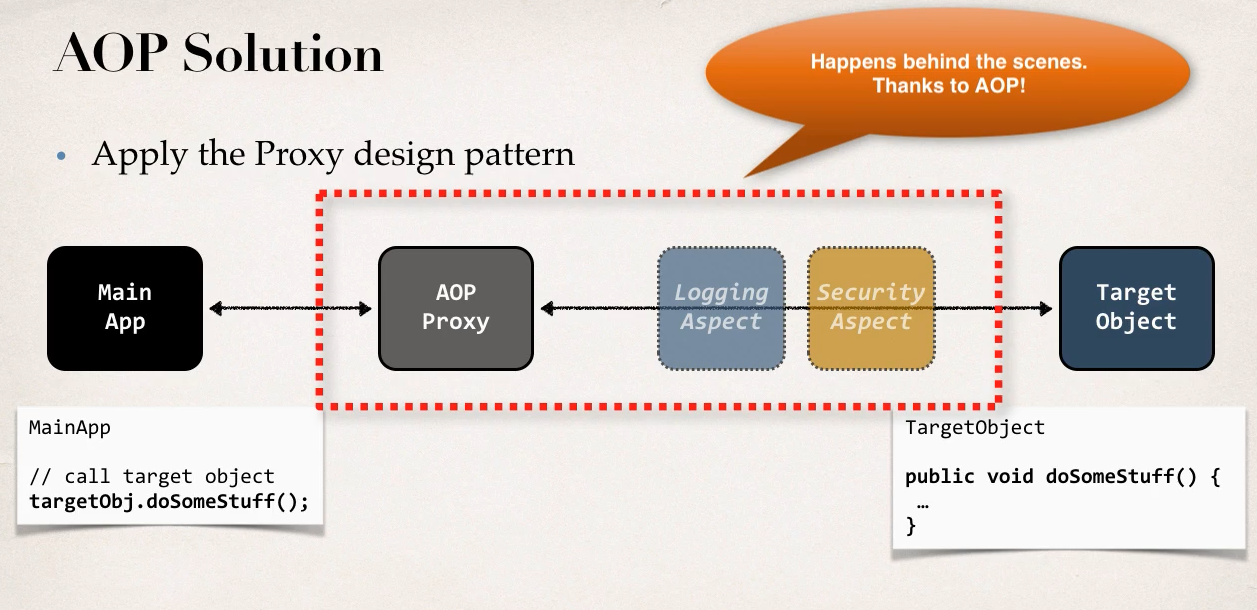 AOP Solution
Happens behind the scenes.
Thanks to AOP!
• Apply the Proxy design pattern
Main
App
AOP
Proxy
Logging
Aspect
Security
Aspect
Target
Object
MainApp
// call target object
targetObj.doSomeStuff();
TargetObject
public void doSomeStuff() {
…
}